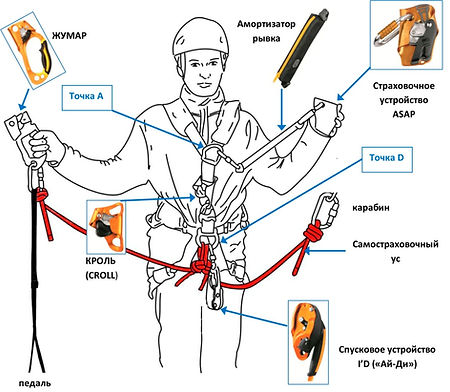 ЖУМАР
Амортизатор
рывка
Страховочное
устройство
ASAP
Точка А
Точка D
карабин
Самостраховочный
ус
КРОЛЬ
(CROLL)
Спусковое устройство
I’D («Ай-Ди»)
педаль